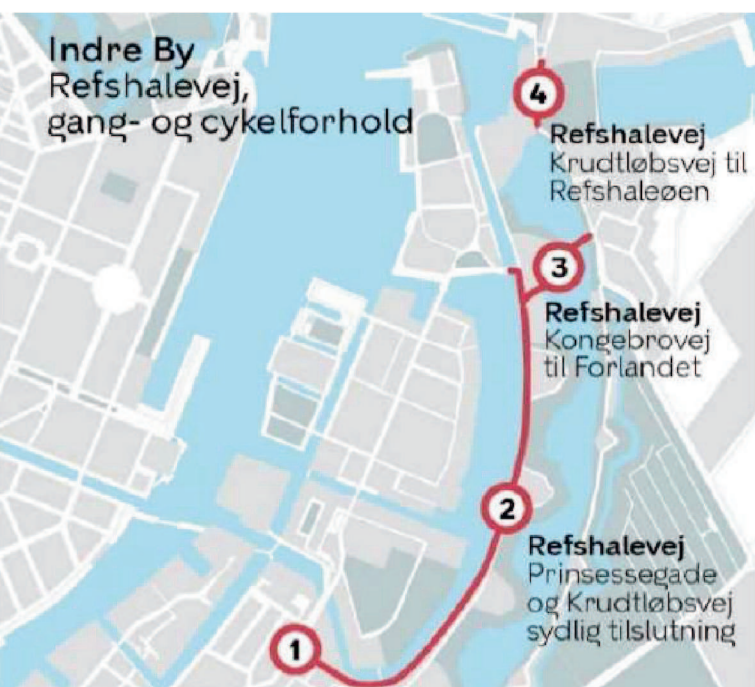 Indre By
Refshalevej,
gang- og cykelforhold
4
Refshalevej
Krudtløbsvej til
Refshaleøen
3
Refshalevej
Kongebrovej
til Forlandet
2
Refshalevej
Prinsessegade
og Krudtløbsvej
sydlig tilslutning
1